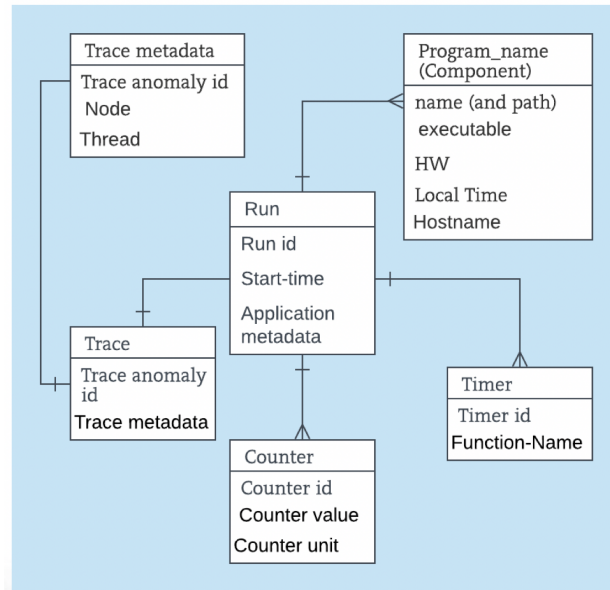 Trace metadata
Trace anomaly id
Node
Thread
Program_name
(Component)
name (and path)
executable
HW
Local Time
Hostname
Run
Run id
Start-time
Application
metadata
Trace
Trace anomaly
id
Trace metadata
Timer
Timer id
Function-Name
Counter
Counter id
Counter value
Counter unit